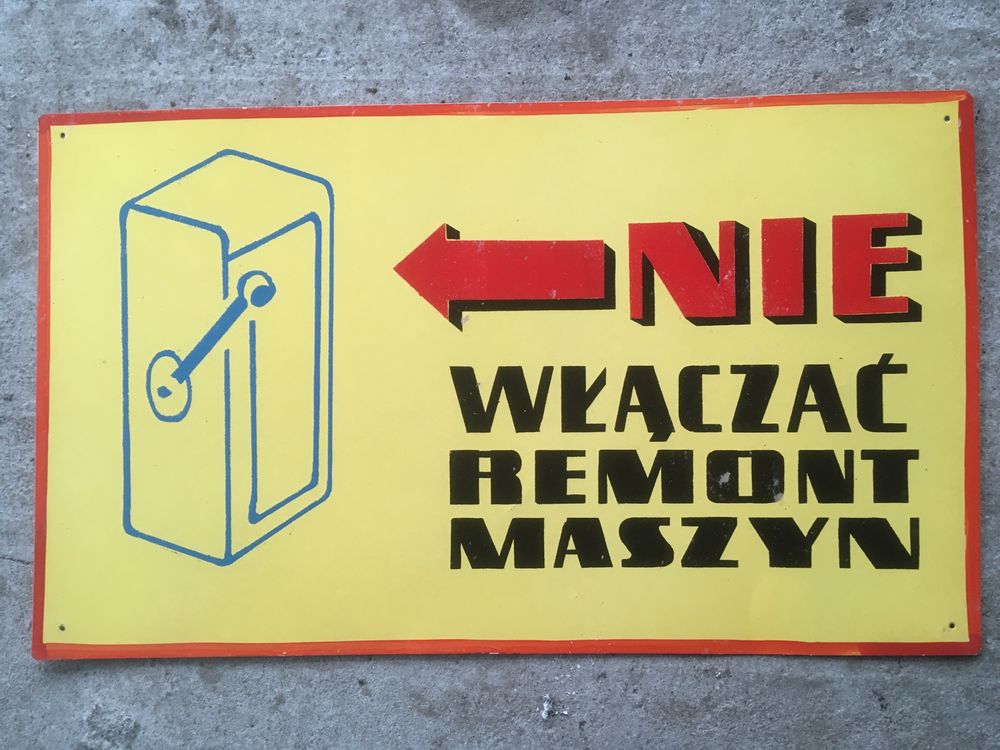 NIE
WŁĄCZAĆ
REMONT
MASZYN